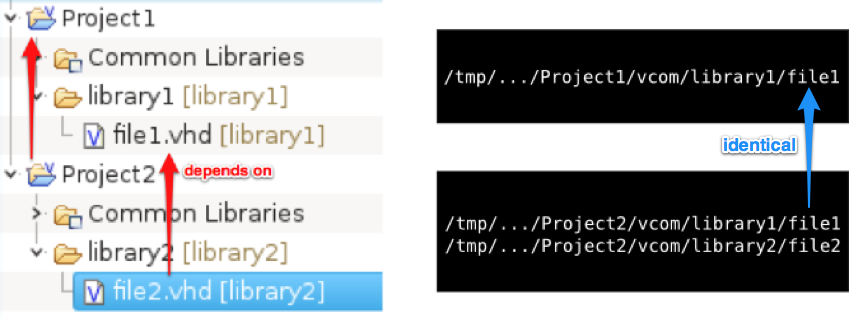 Project1
Common Libraries
library1 [library1]
file1.vhd [library1]
Project2
depends on
Common Libraries
library2 [library2]
file2.vhd [library2]
/tmp/.../Project1/vcom/library1/file1
identical
/tmp/.../Project2/vcom/library1/file1
/tmp/.../Project2/vcom/library2/file2